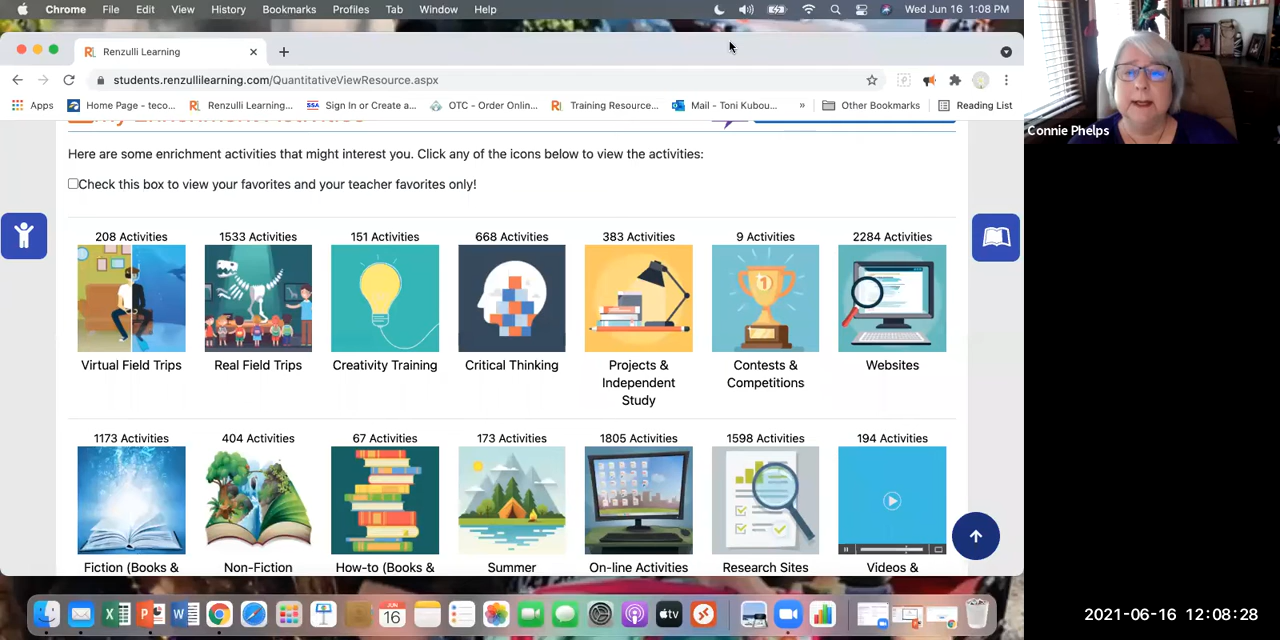 Chrome File Edit View History Bookmarks Profiles Tab Window Help Wed Jun 16 1:08 PM
Renzulli Learning
students.renzullilearning.com/QuantitativeViewResource.aspx
Apps Home Page - teco... Renzulli Learning... Sign In or Create a... OTC - Order Onlin... Training Resource... Mail - Toni Kubou... » Other Bookmarks Reading List
Connie Phelps
My Enrichment Activities
Here are some enrichment activities that might interest you. Click any of the icons below to view the activities:
Check this box to view your favorites and your teacher favorites only!
208 Activities 1533 Activities 151 Activities 668 Activities 383 Activities 9 Activities 2284 Activities
Virtual Field Trips Real Field Trips Creativity Training Critical Thinking Projects & Contests & Websites
Independent Competitions
Study
1173 Activities 404 Activities 67 Activities 173 Activities 1805 Activities 1598 Activities 194 Activities
Fiction (Books & Non-Fiction How-to (Books & Summer On-line Activities Research Sites Videos &
JUN
16
tv
2021-06-16 12:08:28